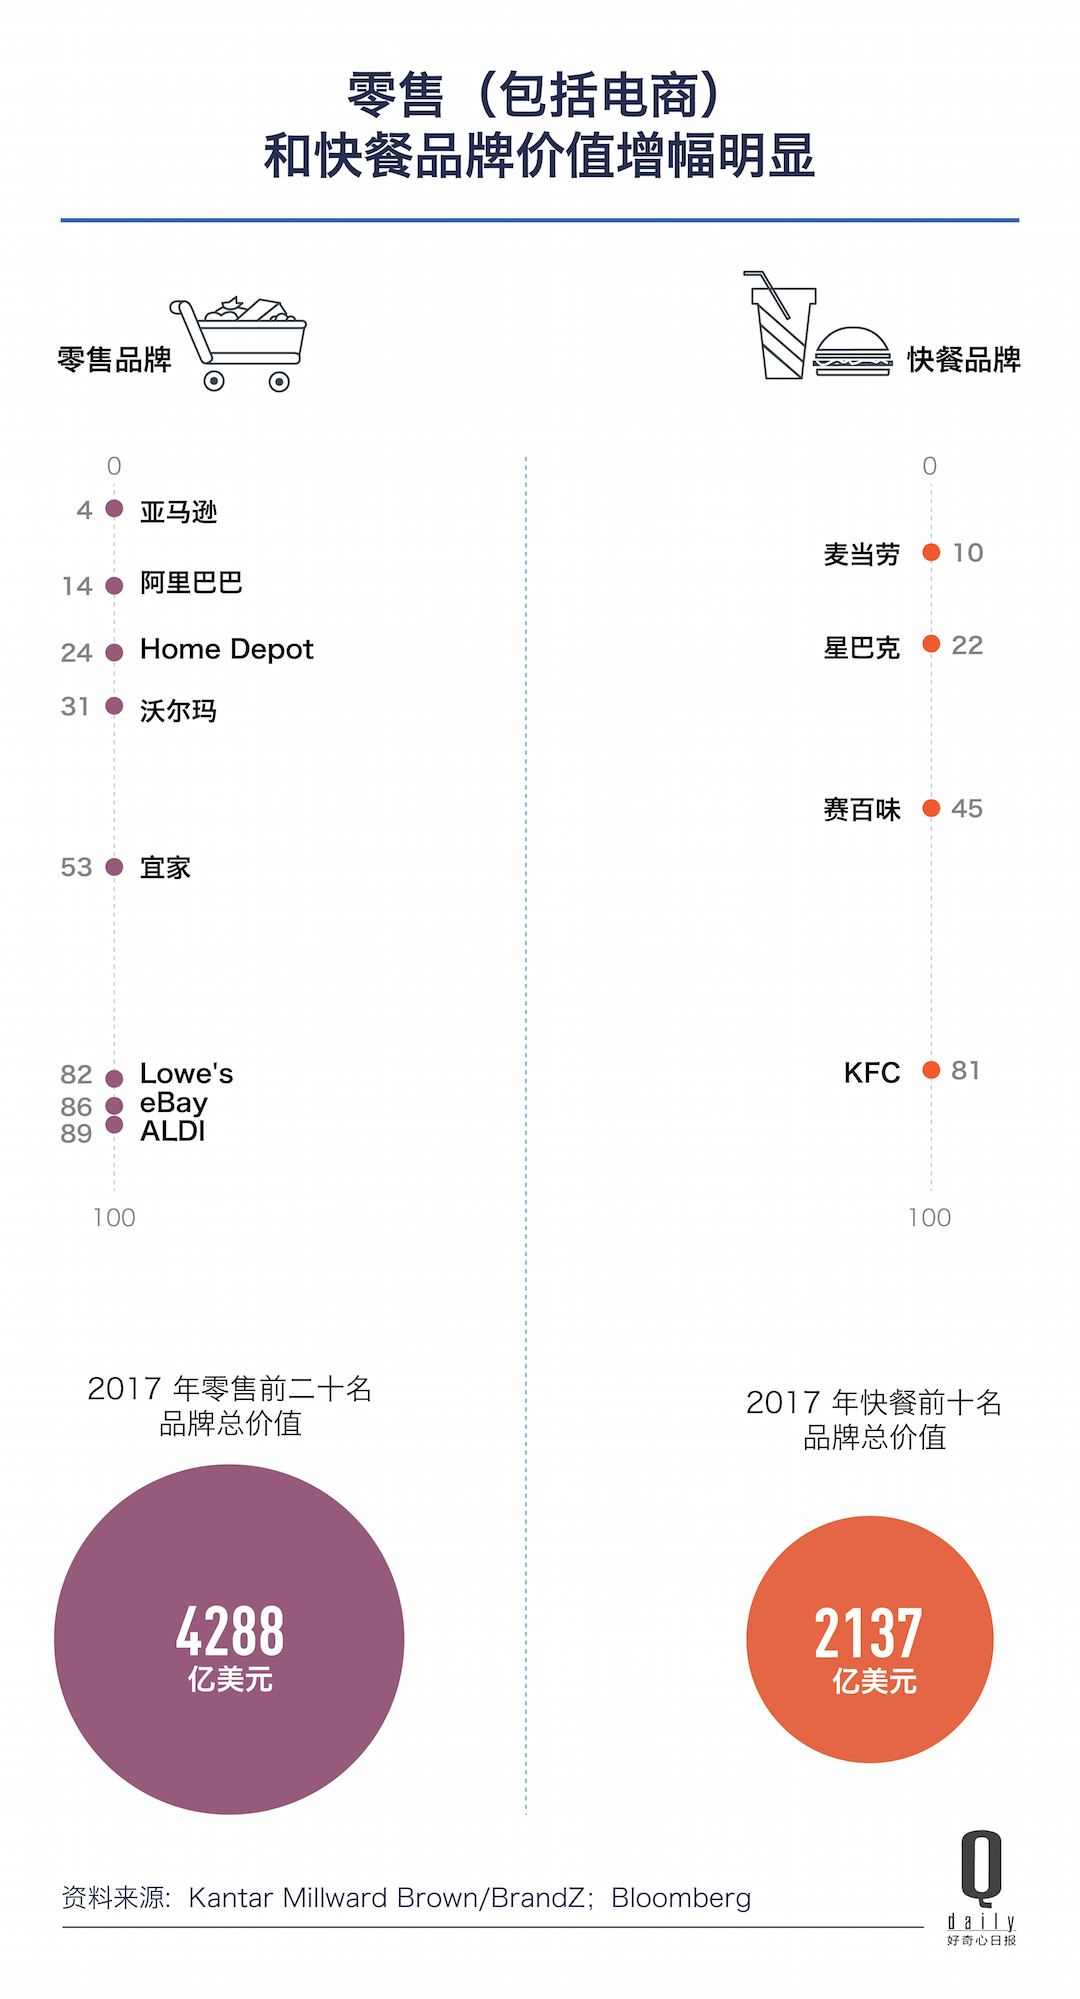 零售（包括电商）
和快餐品牌价值增幅明显
零售品牌
快餐品牌
0
4 亚马逊
14 阿里巴巴
24 Home Depot
31 沃尔玛
53 宜家
82 Lowe's
86 eBay
89 ALDI
100
0
麦当劳 10
星巴克 22
赛百味 45
KFC 81
100
2017 年零售前二十名
品牌总价值
4288
亿美元
2017 年快餐前十名
品牌总价值
2137
亿美元
资料来源：Kantar Millward Brown/BrandZ；Bloomberg
Q
daily
好奇心日报